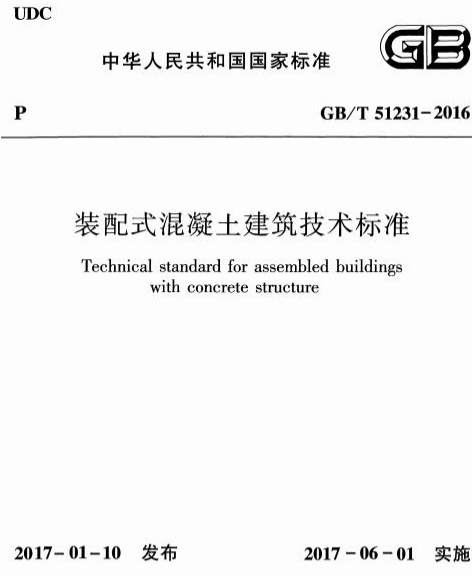 UDC
中华人民共和国国家标准
GB
P
GB/T 51231-2016
装配式混凝土建筑技术标准
Technical standard for assembled buildings
with concrete structure
2017-01-10 发布
2017-06-01 实施